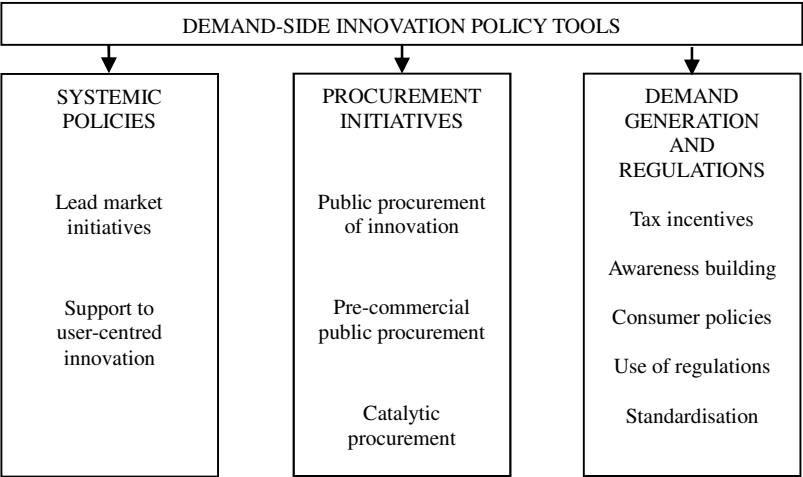 DEMAND-SIDE INNOVATION POLICY TOOLS
SYSTEMIC
POLICIES
Lead market
initiatives
Support to
user-centred
innovation
PROCUREMENT
INITIATIVES
Public procurement
of innovation
Pre-commercial
public procurement
Catalytic
procurement
DEMAND
GENERATION
AND
REGULATIONS
Tax incentives
Awareness building
Consumer policies
Use of regulations
Standardisation